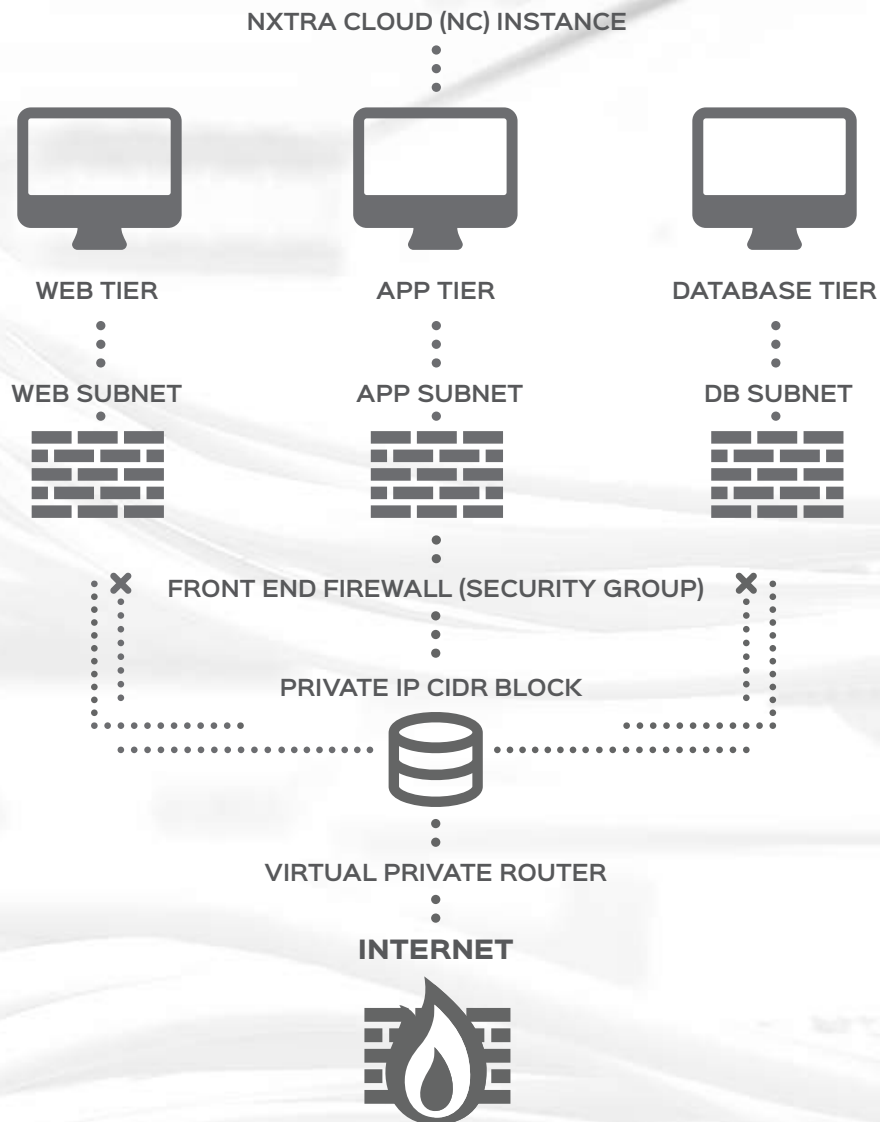 NXTRA CLOUD (NC) INSTANCE
WEB TIER
APP TIER
DATABASE TIER
WEB SUBNET
APP SUBNET
DB SUBNET
FRONT END FIREWALL (SECURITY GROUP)
PRIVATE IP CIDR BLOCK
VIRTUAL PRIVATE ROUTER
INTERNET